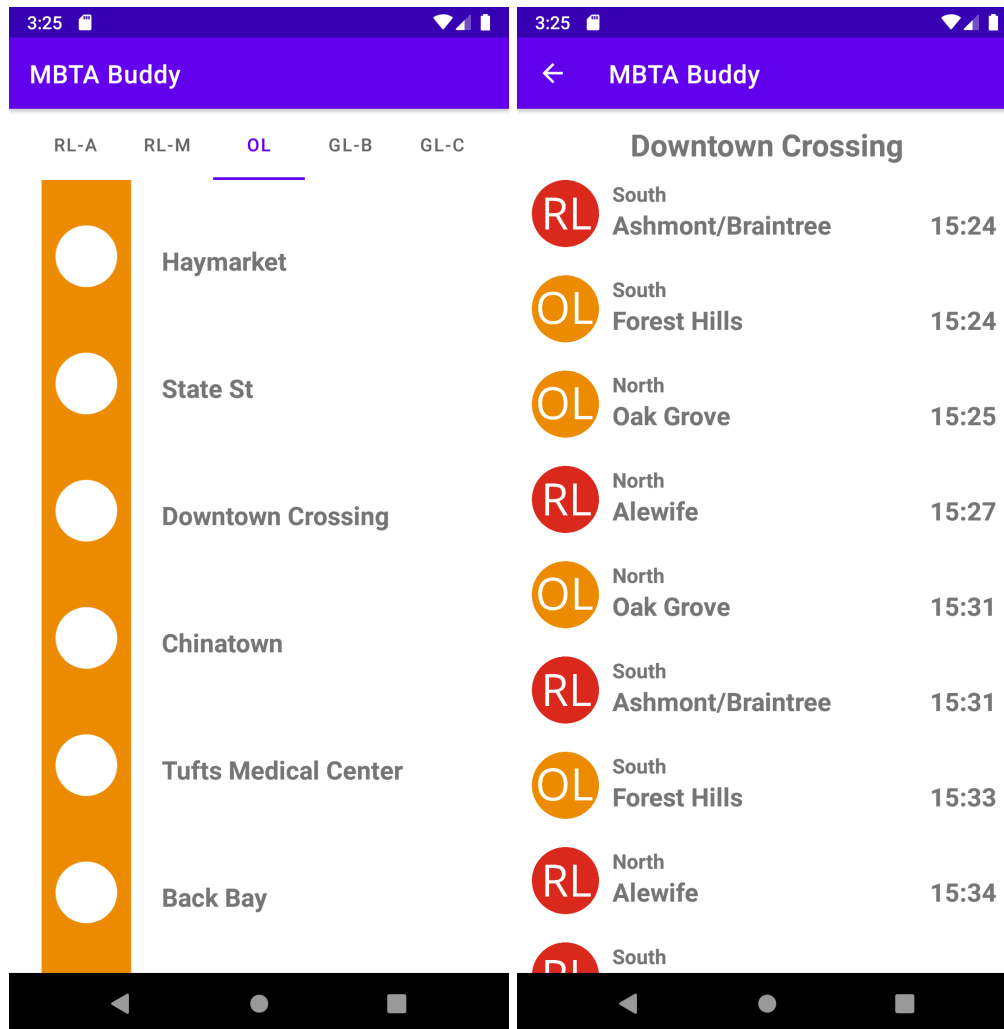 3:25
MBTA Buddy
RL-A RL-M OL GL-B GL-C
Haymarket
State St
Downtown Crossing
Chinatown
Tufts Medical Center
Back Bay
3:25
MBTA Buddy
Downtown Crossing
RL South
Ashmont/Braintree 15:24
OL South
Forest Hills 15:24
OL North
Oak Grove 15:25
RL North
Alewife 15:27
OL North
Oak Grove 15:31
RL South
Ashmont/Braintree 15:31
OL South
Forest Hills 15:33
RL North
Alewife 15:34
RL South